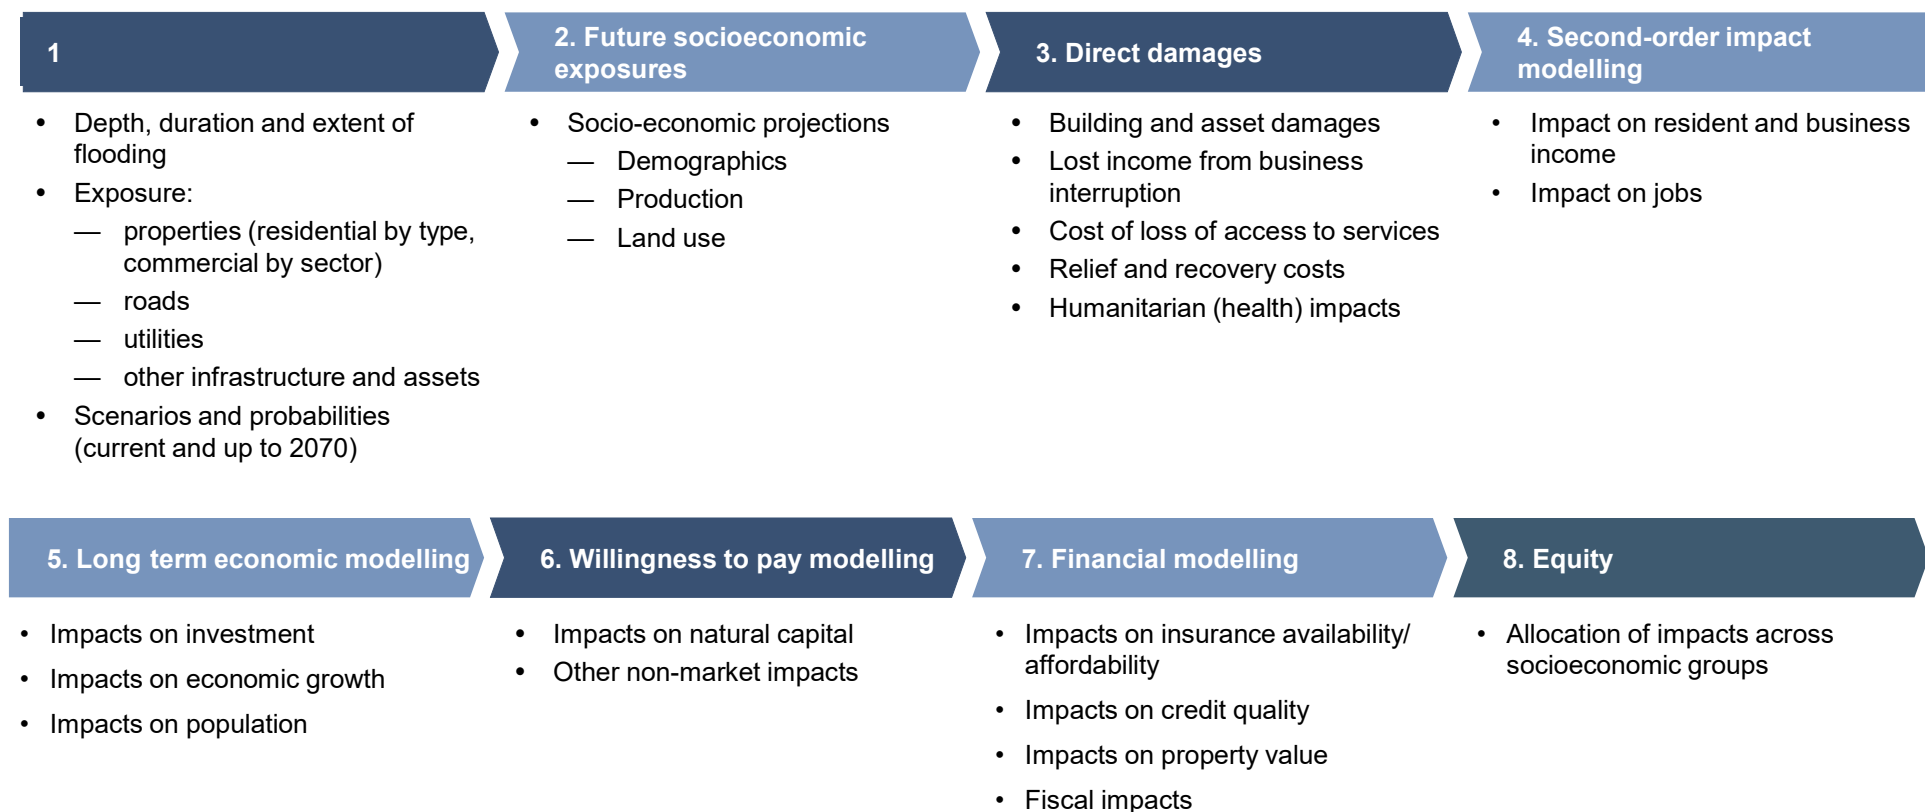 1
• Depth, duration and extent of
flooding
• Exposure:
— properties (residential by type,
commercial by sector)
— roads
— utilities
— other infrastructure and assets
• Scenarios and probabilities
(current and up to 2070)
2. Future socioeconomic
exposures
• Socio-economic projections
— Demographics
— Production
— Land use
3. Direct damages
• Building and asset damages
• Lost income from business
interruption
• Cost of loss of access to services
• Relief and recovery costs
• Humanitarian (health) impacts
4. Second-order impact
modelling
• Impact on resident and business
income
• Impact on jobs
5. Long term economic modelling
• Impacts on investment
• Impacts on economic growth
• Impacts on population
6. Willingness to pay modelling
• Impacts on natural capital
• Other non-market impacts
7. Financial modelling
• Impacts on insurance availability/
affordability
• Impacts on credit quality
• Impacts on property value
• Fiscal impacts
8. Equity
• Allocation of impacts across
socioeconomic groups